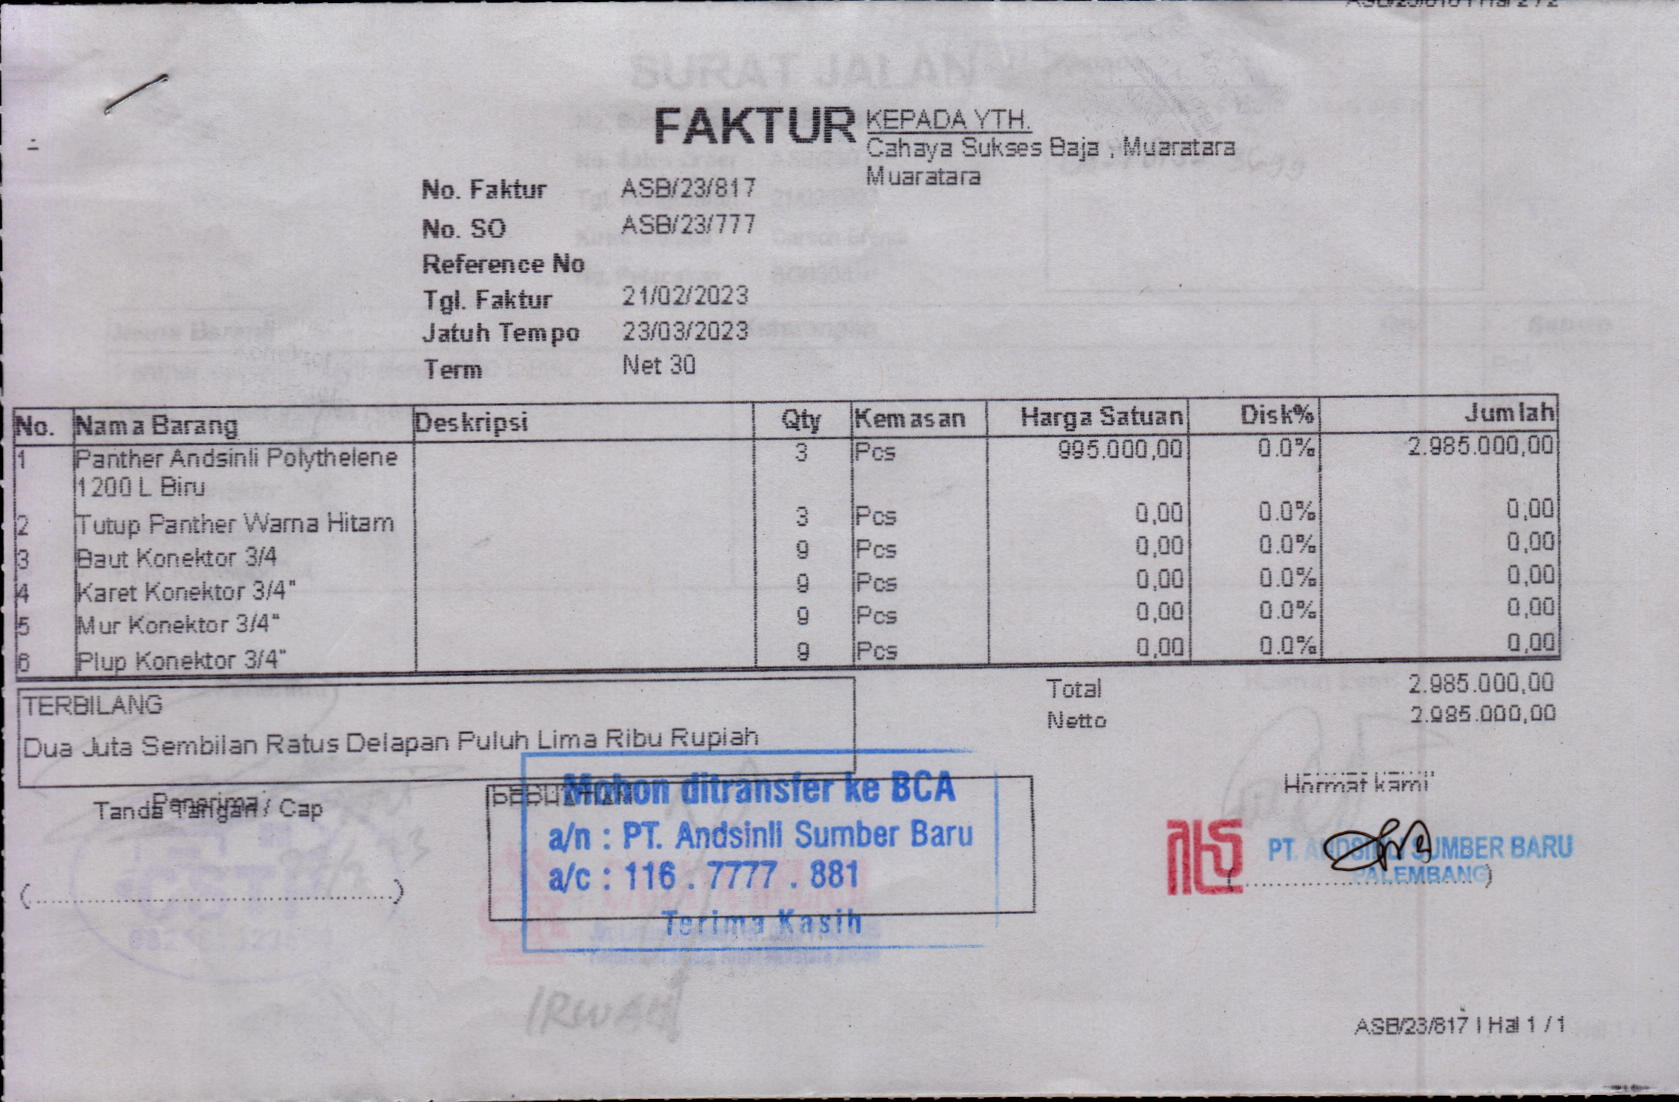 FAKTUR
KEPADA YTH.
Cahaya Sukses Baja , Muaratara
Muaratara
No. Faktur ASB/23/817
No. SO ASB/23/777
Reference No
Tgl. Faktur 21/02/2023
Jatuh Tempo 23/03/2023
Term Net 30
No. Nama Barang Deskripsi Qty Kemasan Harga Satuan Disk% Jumlah
1 Panther Andsinli Polythelene 3 Pcs 995.000,00 0.0% 2.985.000,00
1200 L Biru
2 Tutup Panther Warna Hitam 3 Pcs 0,00 0.0% 0,00
3 Baut Konektor 3/4 9 Pcs 0,00 0.0% 0,00
4 Karet Konektor 3/4" 9 Pcs 0,00 0.0% 0,00
5 Mur Konektor 3/4" 9 Pcs 0,00 0.0% 0,00
6 Plup Konektor 3/4" 9 Pcs 0,00 0.0% 0,00
Total 2.985.000,00
Netto 2.985.000,00
TERBILANG
Dua Juta Sembilan Ratus Delapan Puluh Lima Ribu Rupiah
Penerima
Tanda Tangan / Cap
(..........................................................)
Mohon ditransfer ke BCA
a/n : PT. Andsinli Sumber Baru
a/c : 116 . 7777 . 881
Terima Kasih
Hormat kami
PT. ANDSINLI SUMBER BARU
PALEMBANG
IRWAN
ASB/23/817 | Hal 1 / 1